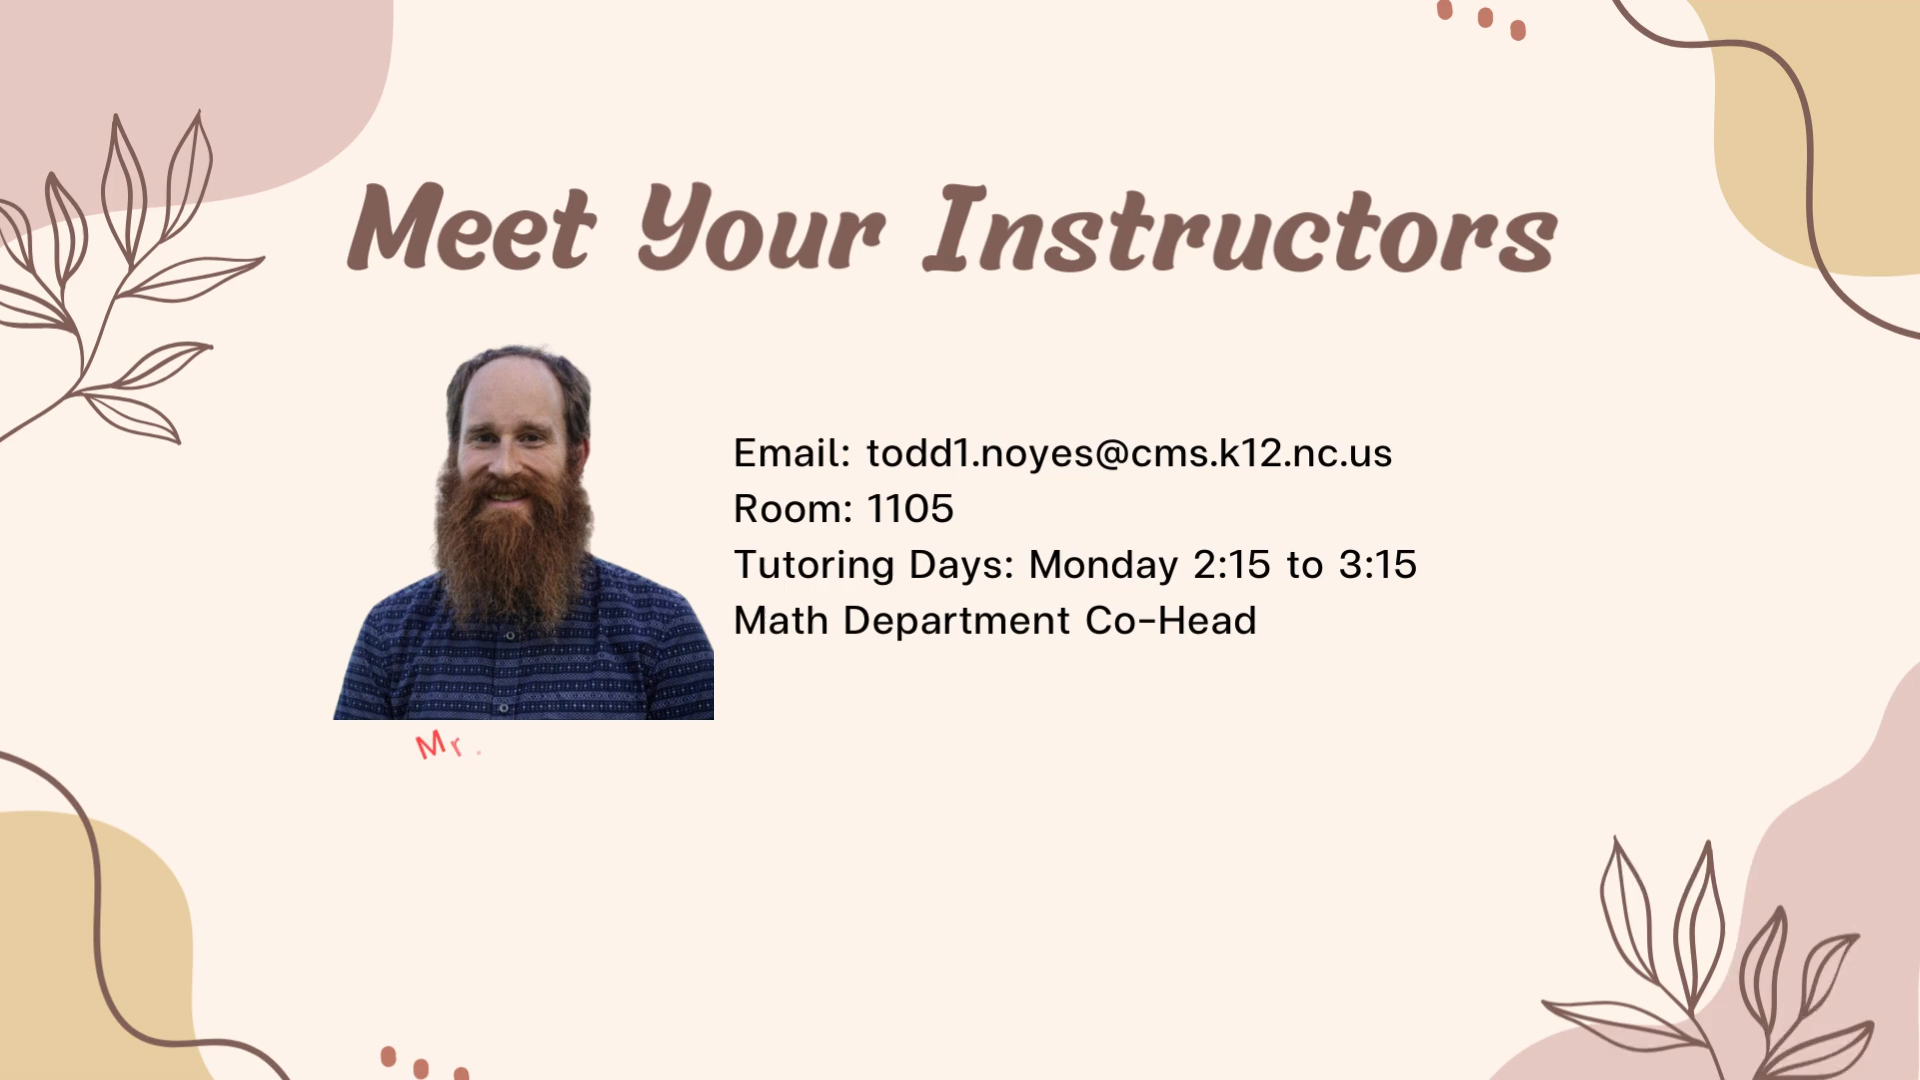 Meet Your Instructors
Email: todd1.noyes@cms.k12.nc.us
Room: 1105
Tutoring Days: Monday 2:15 to 3:15
Math Department Co-Head
Mr.